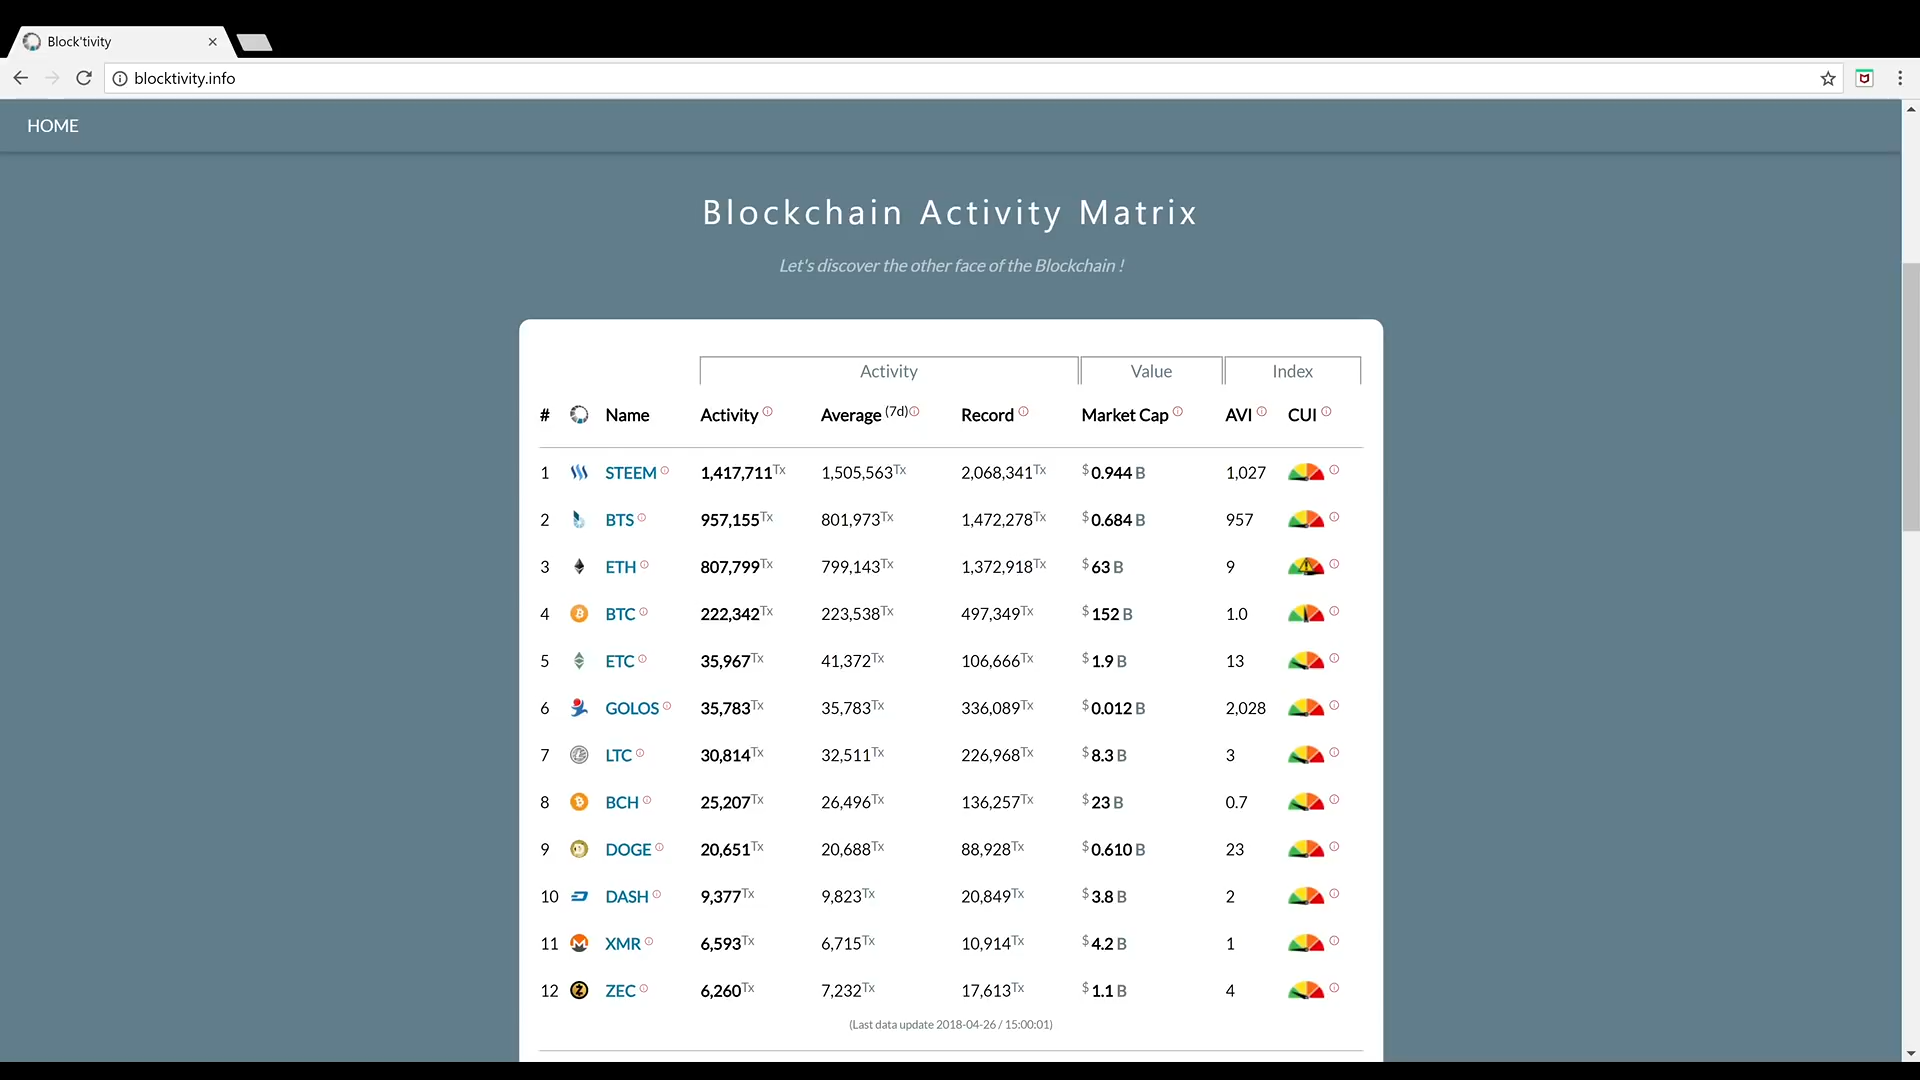 Block'tivity
blocktivity.info
HOME
Blockchain Activity Matrix
Let's discover the other face of the Blockchain !
Activity Value Index
# Name Activity Average (7d) Record Market Cap AVI CUI
1 STEEM 1,417,711Tx 1,505,563Tx 2,068,341Tx $ 0.944 B 1,027
2 BTS 957,155Tx 801,973Tx 1,472,278Tx $ 0.684 B 957
3 ETH 807,799Tx 799,143Tx 1,372,918Tx $ 63 B 9
4 BTC 222,342Tx 223,538Tx 497,349Tx $ 152 B 1.0
5 ETC 35,967Tx 41,372Tx 106,666Tx $ 1.9 B 13
6 GOLOS 35,783Tx 35,783Tx 336,089Tx $ 0.012 B 2,028
7 LTC 30,814Tx 32,511Tx 226,968Tx $ 8.3 B 3
8 BCH 25,207Tx 26,496Tx 136,257Tx $ 23 B 0.7
9 DOGE 20,651Tx 20,688Tx 88,928Tx $ 0.610 B 23
10 DASH 9,377Tx 9,823Tx 20,849Tx $ 3.8 B 2
11 XMR 6,593Tx 6,715Tx 10,914Tx $ 4.2 B 1
12 ZEC 6,260Tx 7,232Tx 17,613Tx $ 1.1 B 4
(Last data update 2018-04-26 / 15:00:01)